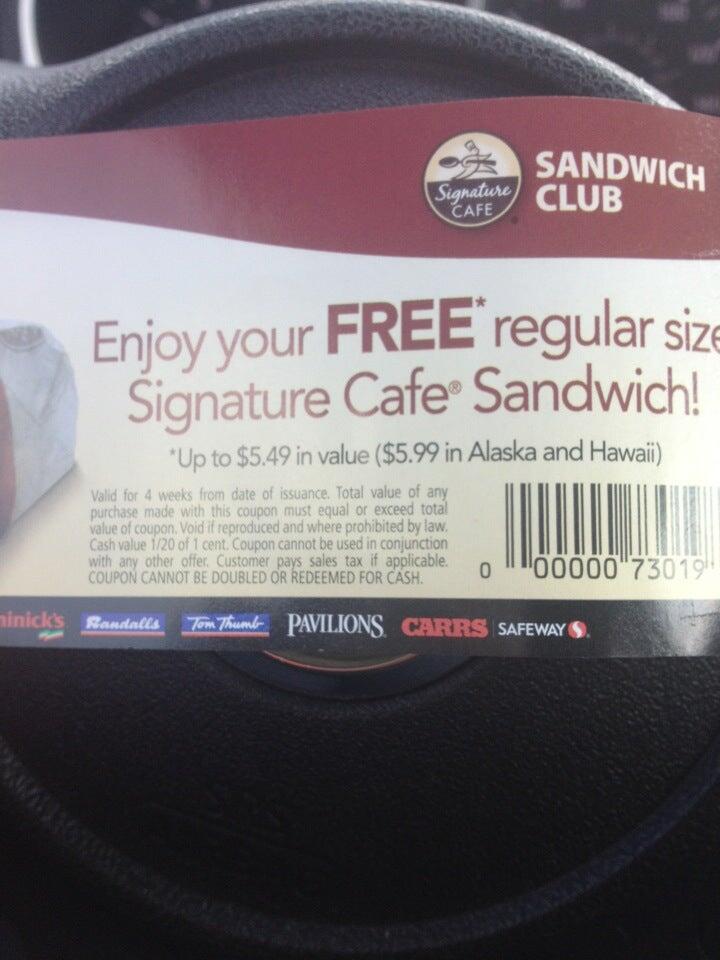 Signature
CAFE
SANDWICH
CLUB
Enjoy your FREE* regular size
Signature Cafe® Sandwich!
*Up to $5.49 in value ($5.99 in Alaska and Hawaii)
Valid for 4 weeks from date of issuance. Total value of any
purchase made with this coupon must equal or exceed total
value of coupon. Void if reproduced and where prohibited by law.
Cash value 1/20 of 1 cent. Coupon cannot be used in conjunction
with any other offer. Customer pays sales tax if applicable.
COUPON CANNOT BE DOUBLED OR REDEEMED FOR CASH.
0 00000 73019
inick's Randalls Tom Thumb PAVILIONS CARRS SAFEWAY